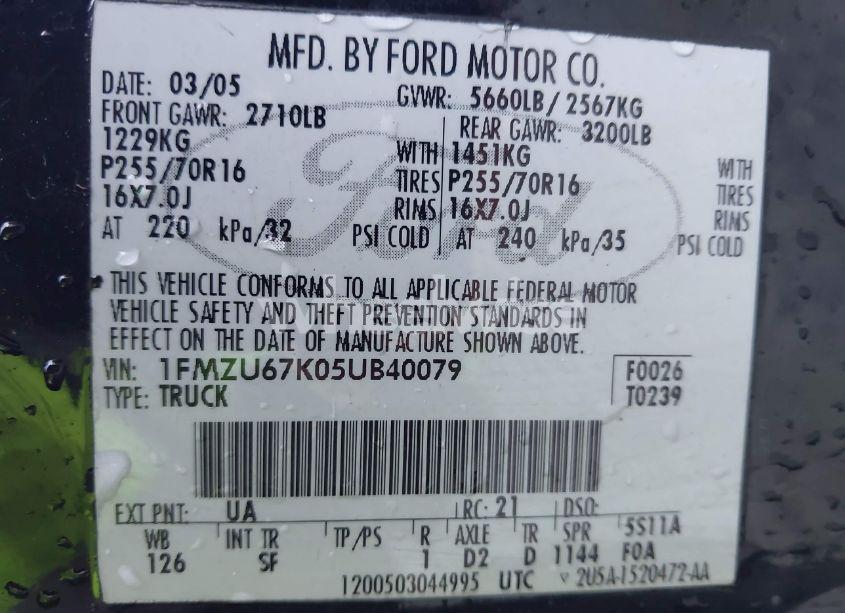 MFD. BY FORD MOTOR CO.
DATE: 03/05 GVWR: 5660LB/2567KG
FRONT GAWR: 2710LB REAR GAWR: 3200LB
1229KG WITH 1451KG WITH
P255/70R16 TIRES P255/70R16 TIRES
16X7.0J RIMS 16X7.0J RIMS
AT 220 kPa/32 PSI COLD AT 240 kPa/35 PSI COLD
Ford
THIS VEHICLE CONFORMS TO ALL APPLICABLE FEDERAL MOTOR
VEHICLE SAFETY AND THEFT PREVENTION STANDARDS IN
EFFECT ON THE DATE OF MANUFACTURE SHOWN ABOVE.
VIN: 1FMZU67K05UB40079 F0026
TYPE: TRUCK T0239
EXT PNT: UA RC: 21 DSO:
WB INT TR TP/PS R AXLE TR SPR 5S11A
126 SF 1 D2 D 1144 F0A
1200503044995 UTC V 2U5A-1520472-AA